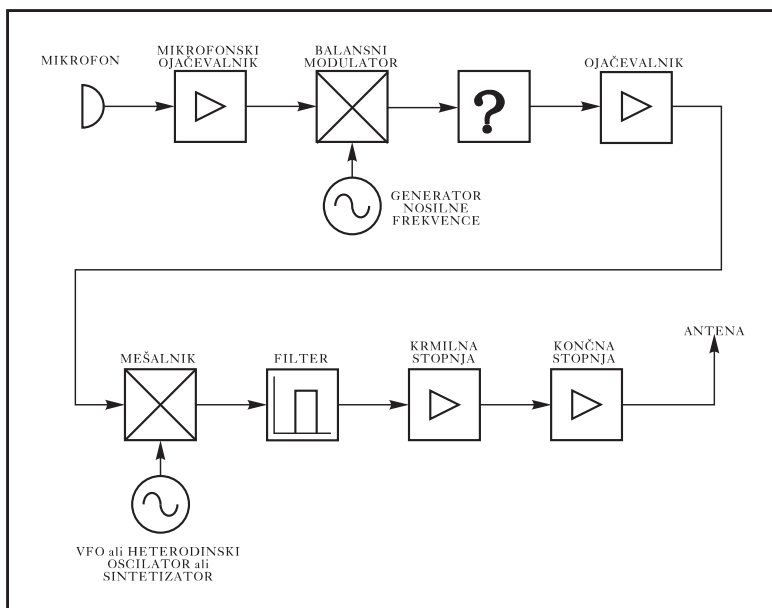 MIKROFON
MIKROFONSKI
OJAČEVALNIK
BALANSNI
MODULATOR
?
OJAČEVALNIK
GENERATOR
NOSILNE
FREKVENCE
MEŠALNIK
FILTER
KRMILNA
STOPNJA
KONČNA
STOPNJA
ANTENA
VFO ali HETERODINSKI
OSCILATOR ali
SINTETIZATOR